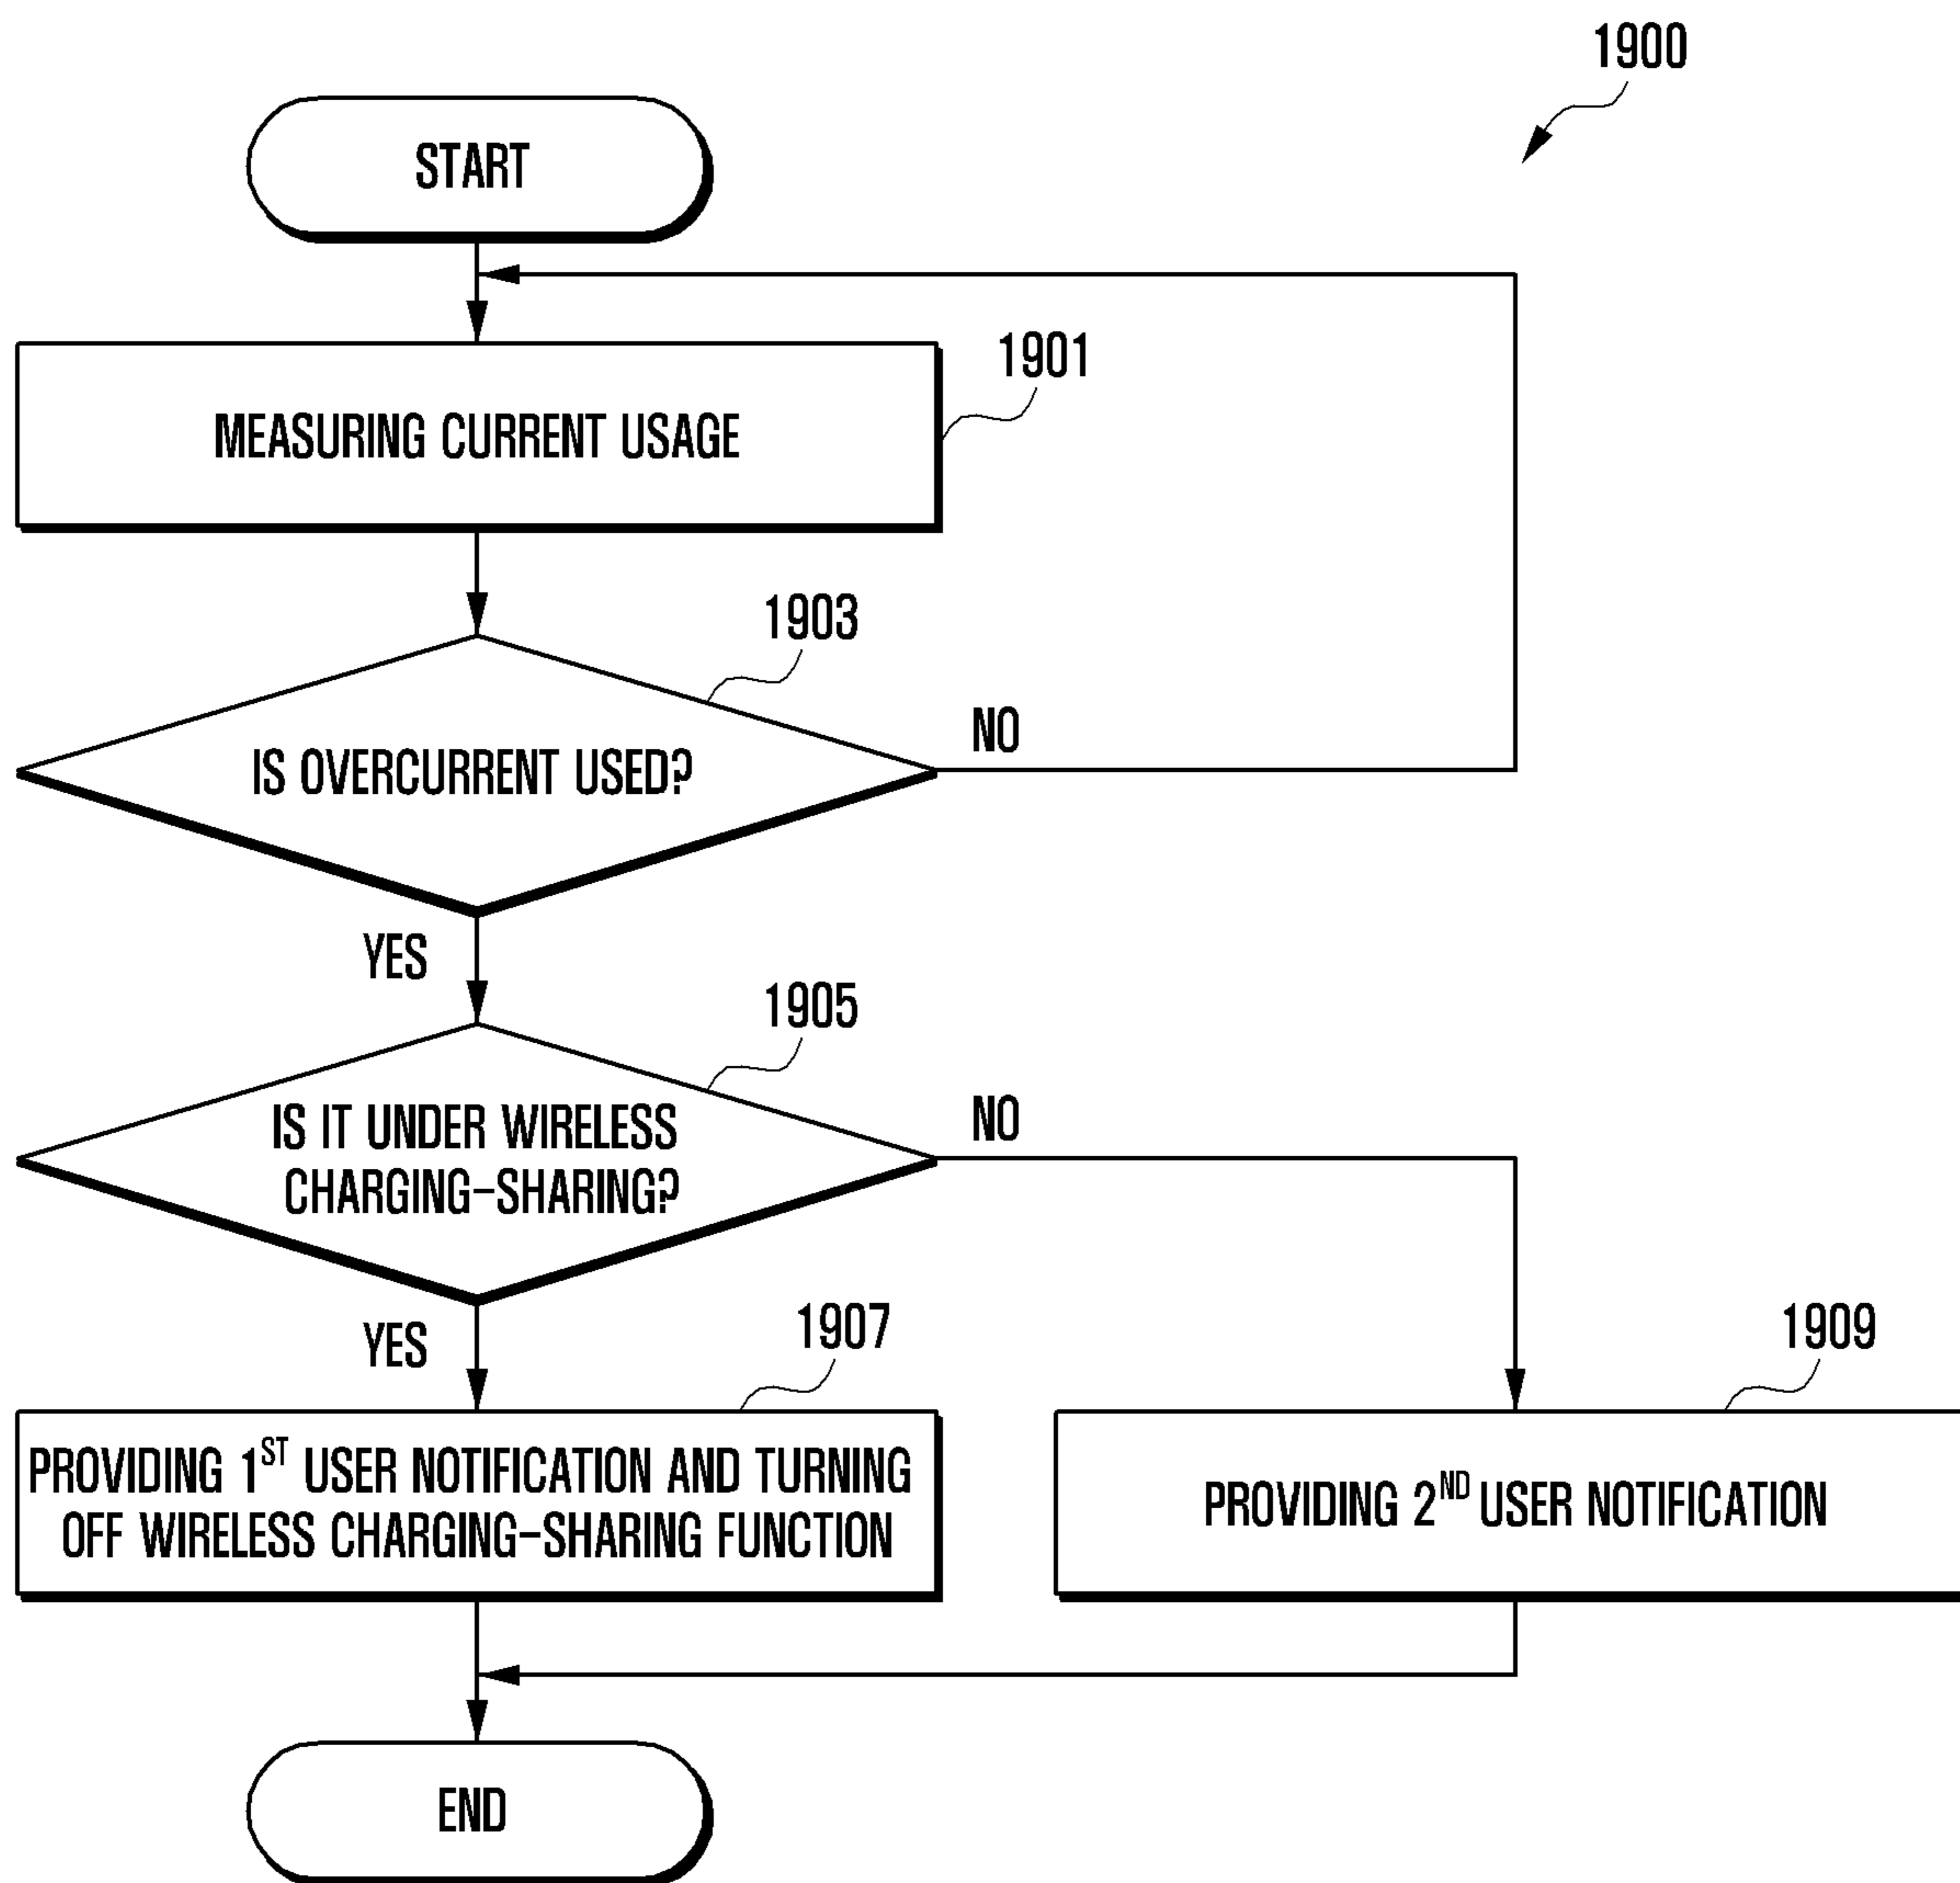 1900
START
1901
MEASURING CURRENT USAGE
1903
IS OVERCURRENT USED?
NO
YES
1905
IS IT UNDER WIRELESS
CHARGING-SHARING?
NO
YES
1907
PROVIDING 1ST USER NOTIFICATION AND TURNING
OFF WIRELESS CHARGING-SHARING FUNCTION
1909
PROVIDING 2ND USER NOTIFICATION
END